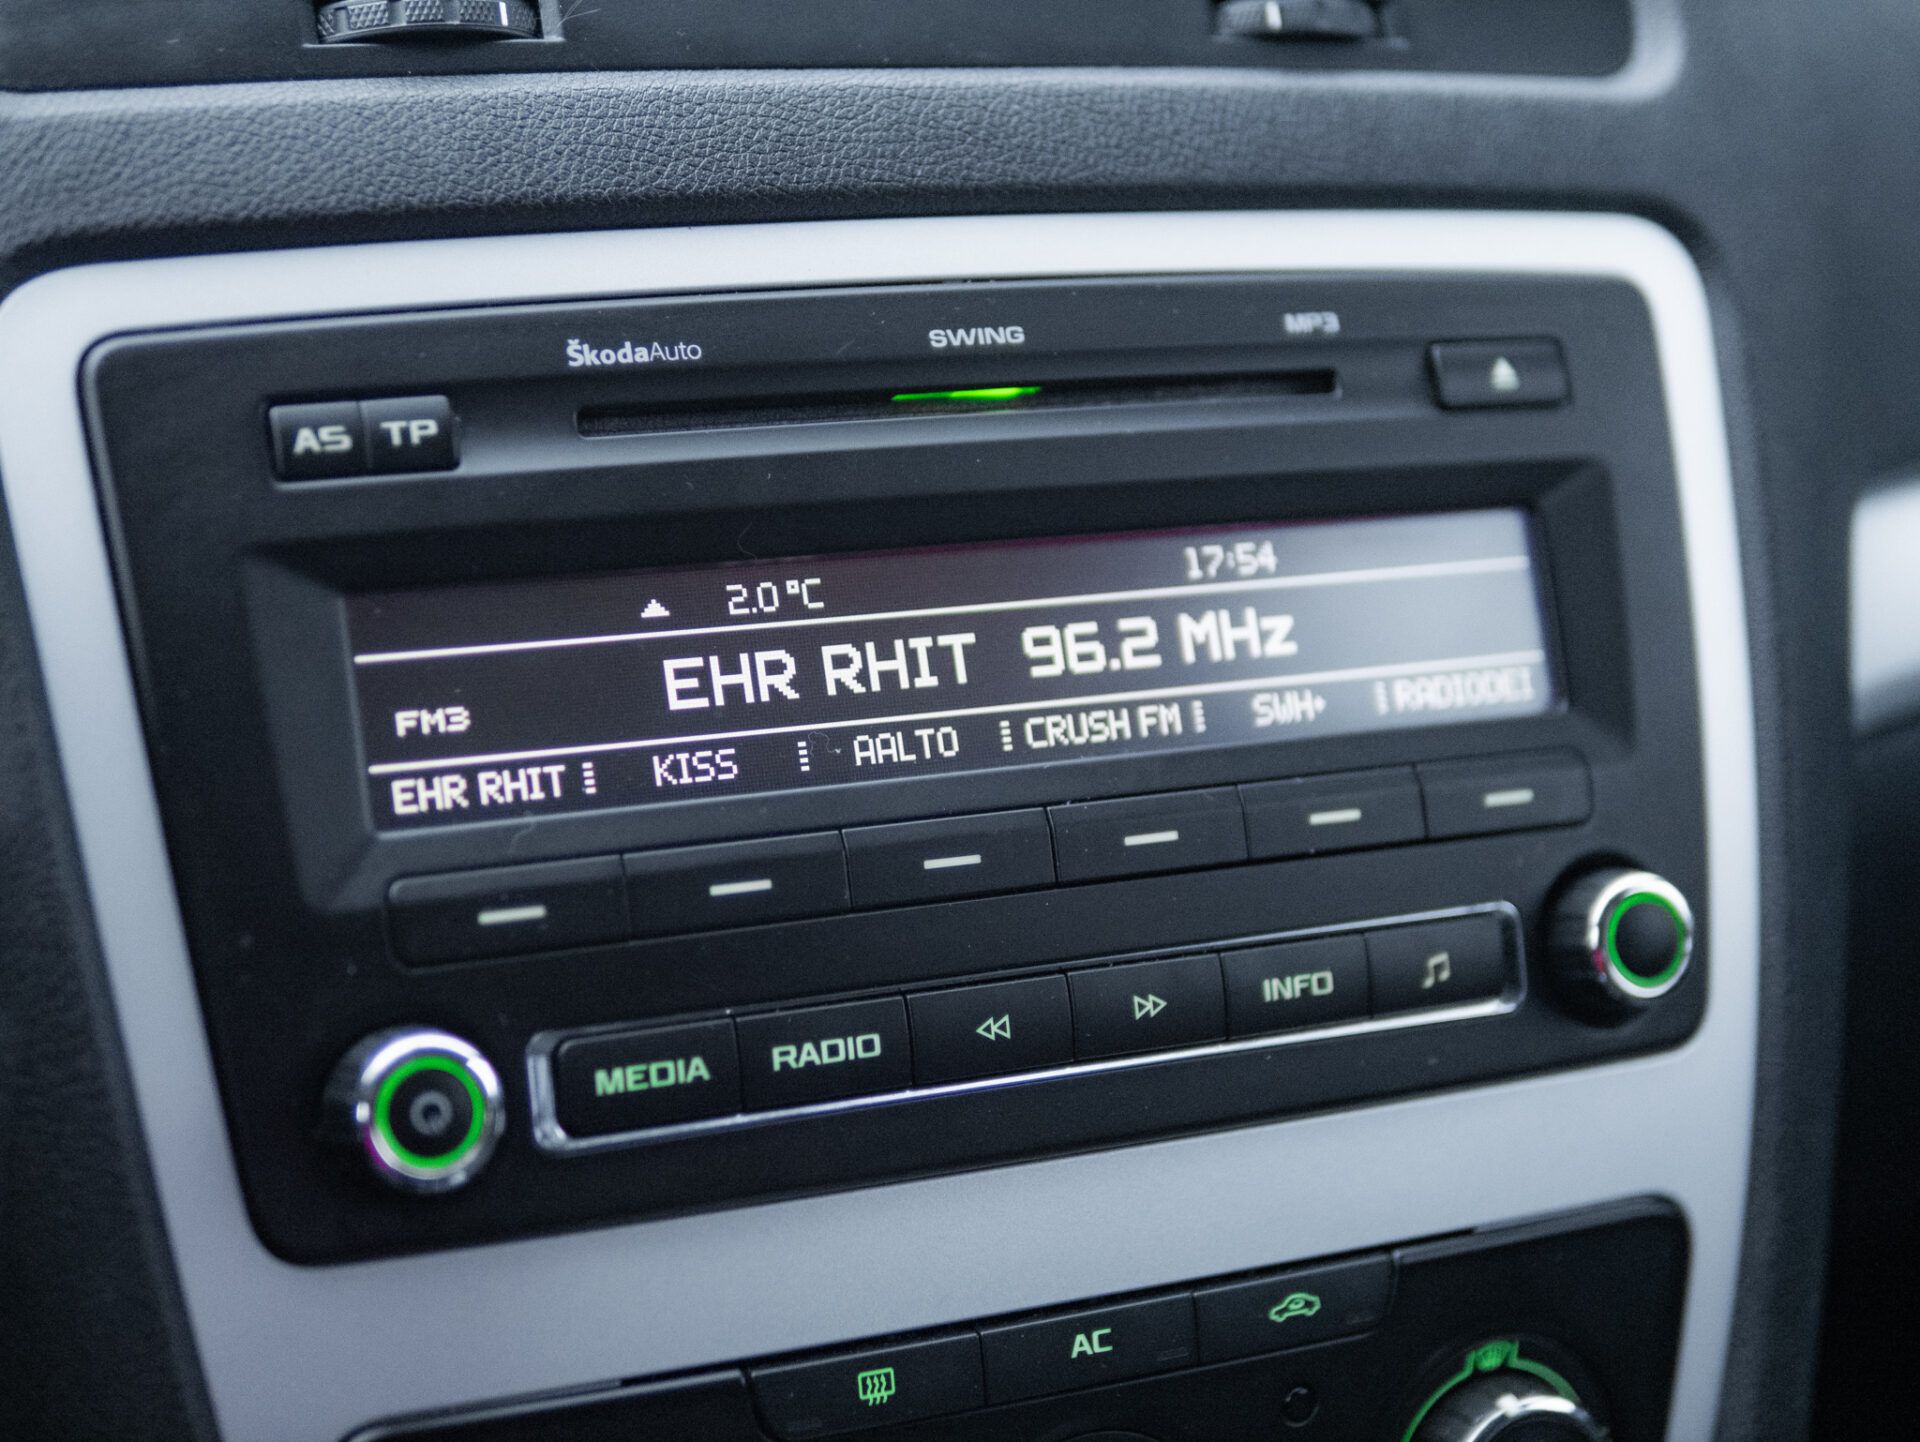 ŠkodaAuto SWING MP3
AS TP
2.0 °C 17:54
EHR RHIT 96.2 MHz
FM3
EHR RHIT KISS AALTO CRUSH FM SWH+ RADIODEI
MEDIA RADIO INFO
AC